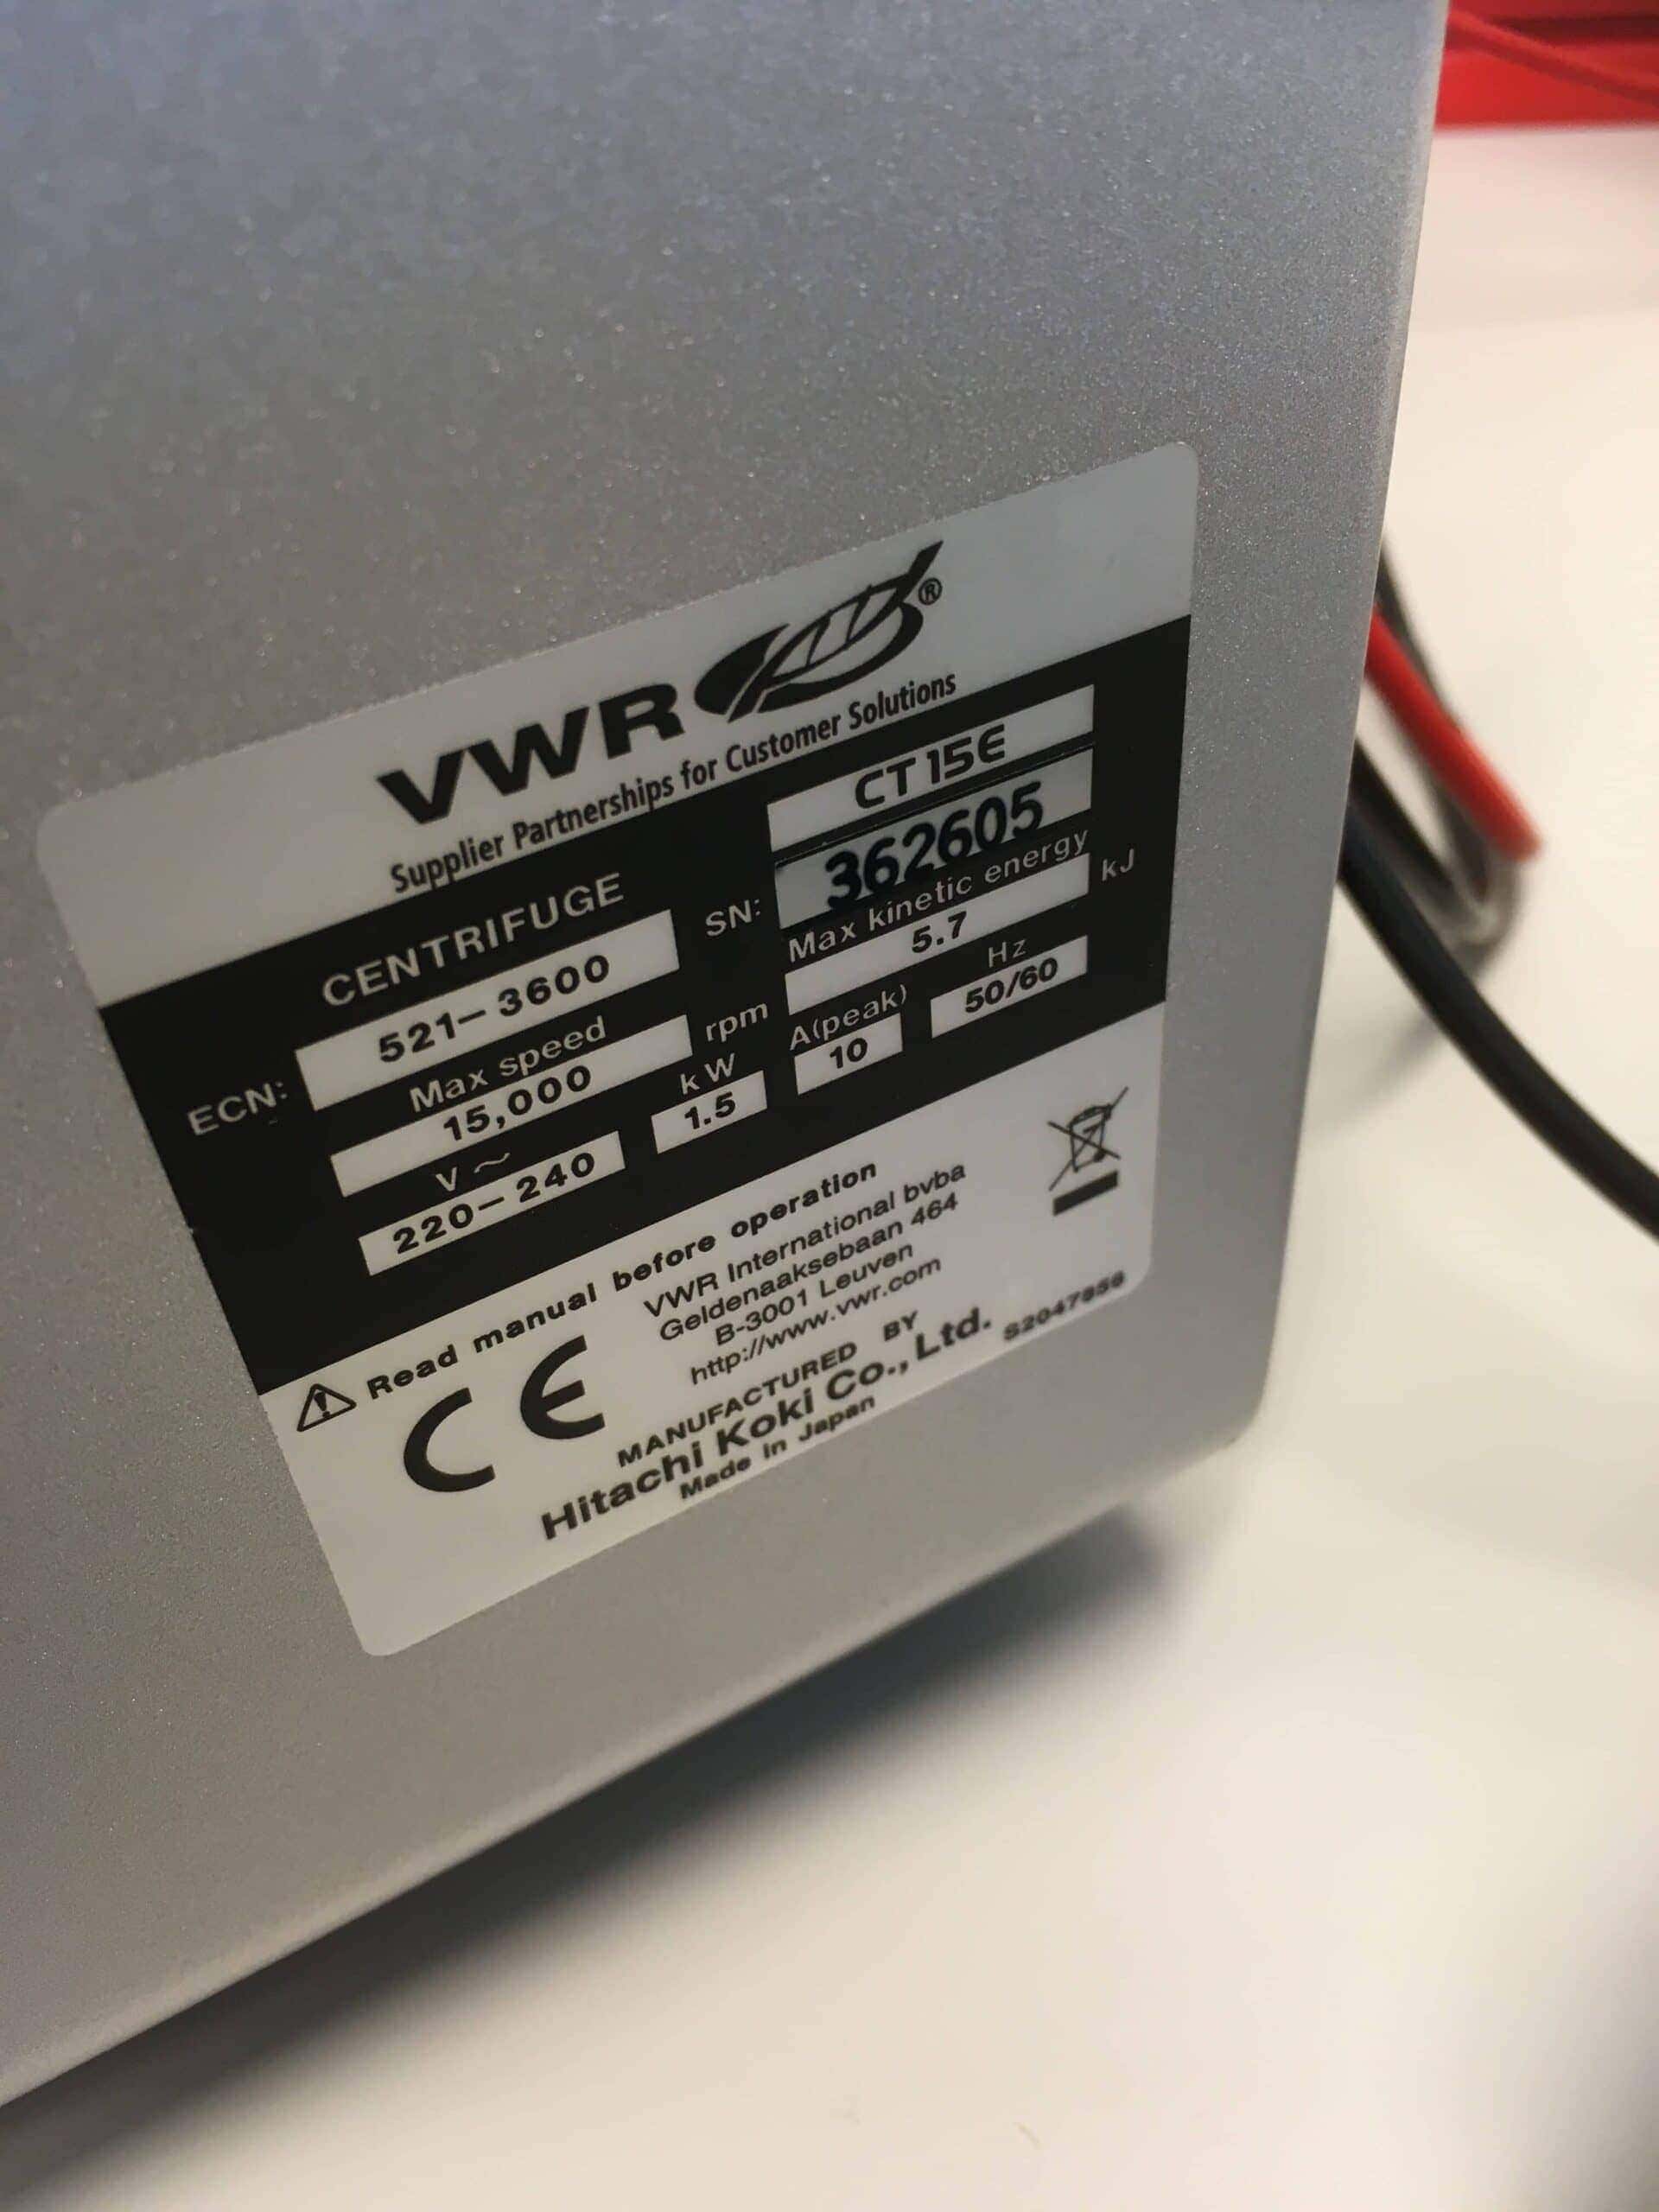 VWR®
Supplier Partnerships for Customer Solutions
CENTRIFUGE CT 15E
ECN: 521-3600 SN: 362605
Max speed Max kinetic energy
15,000 rpm 5.7 kJ
V~ kW A(peak) Hz
220-240 1.5 10 50/60
Read manual before operation
CE
VWR International bvba
Geldenaaksebaan 464
B-3001 Leuven
http://www.vwr.com
MANUFACTURED BY
Hitachi Koki Co., Ltd. S2047856
Made in Japan